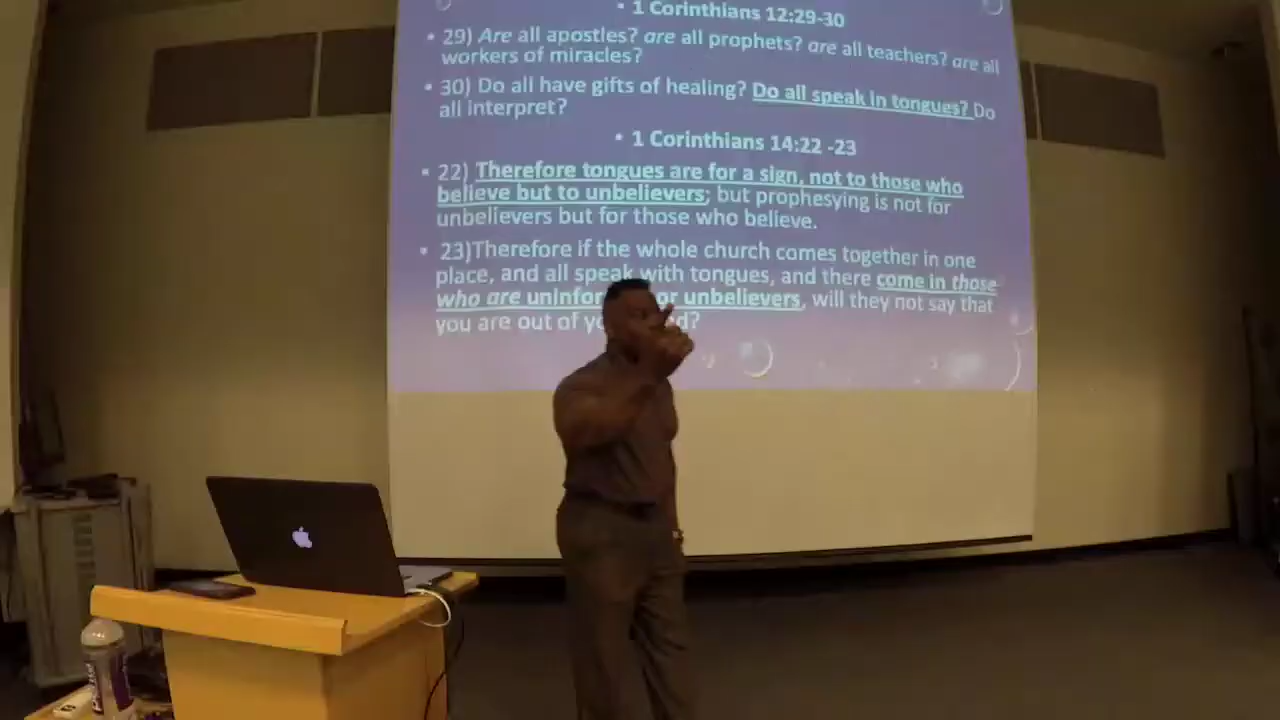 • 1 Corinthians 12:29-30
• 29) Are all apostles? are all prophets? are all teachers? are all
workers of miracles?
• 30) Do all have gifts of healing? Do all speak in tongues? Do
all interpret?
• 1 Corinthians 14:22 -23
• 22) Therefore tongues are for a sign, not to those who
believe but to unbelievers; but prophesying is not for
unbelievers but for those who believe.
• 23)Therefore if the whole church comes together in one
place, and all speak with tongues, and there come in those
who are or unbelievers, will they not say that
you are out of